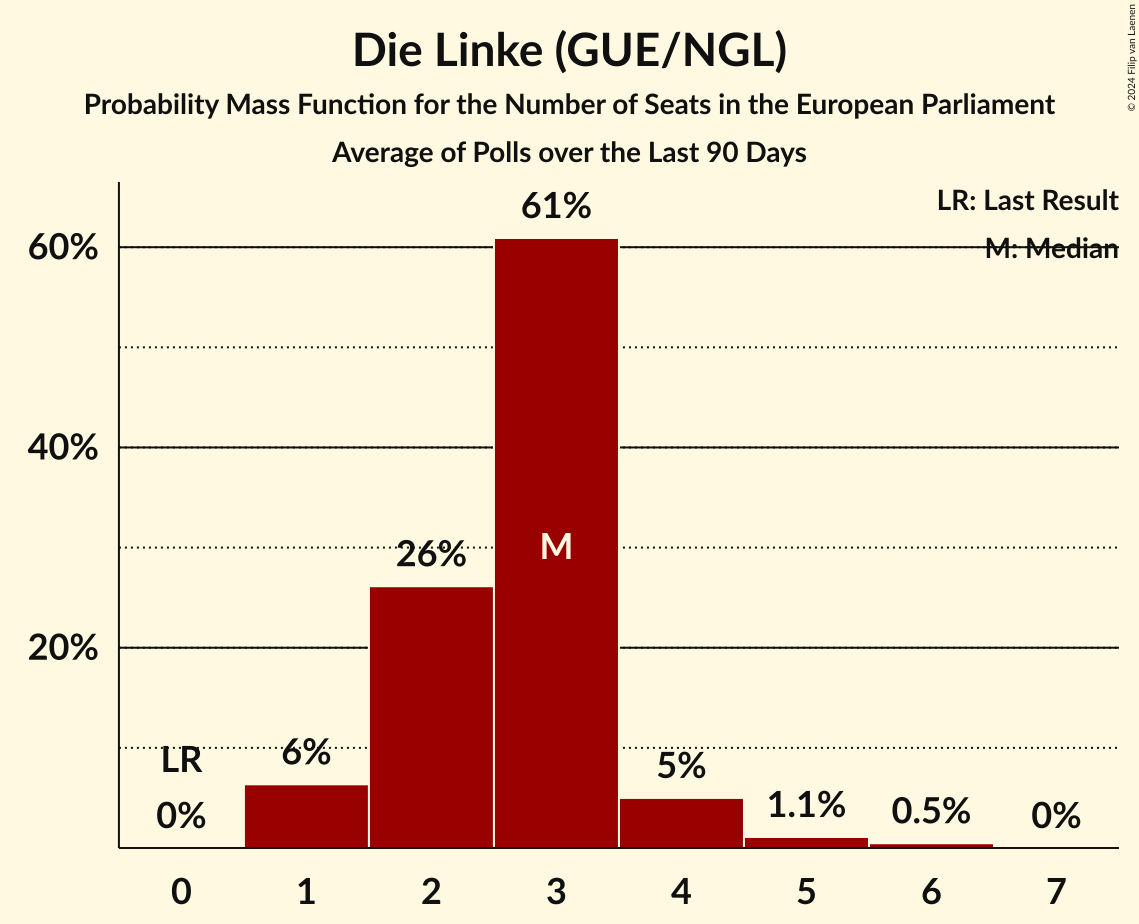 Die Linke (GUE/NGL)
Probability Mass Function for the Number of Seats in the European Parliament
Average of Polls over the Last 90 Days
© 2024 Filip van Laenen
LR: Last Result
M: Median
61%
60%
40%
26%
M
20%
LR
6%
5%
1.1%
0.5%
0%
0%
0 1 2 3 4 5 6 7